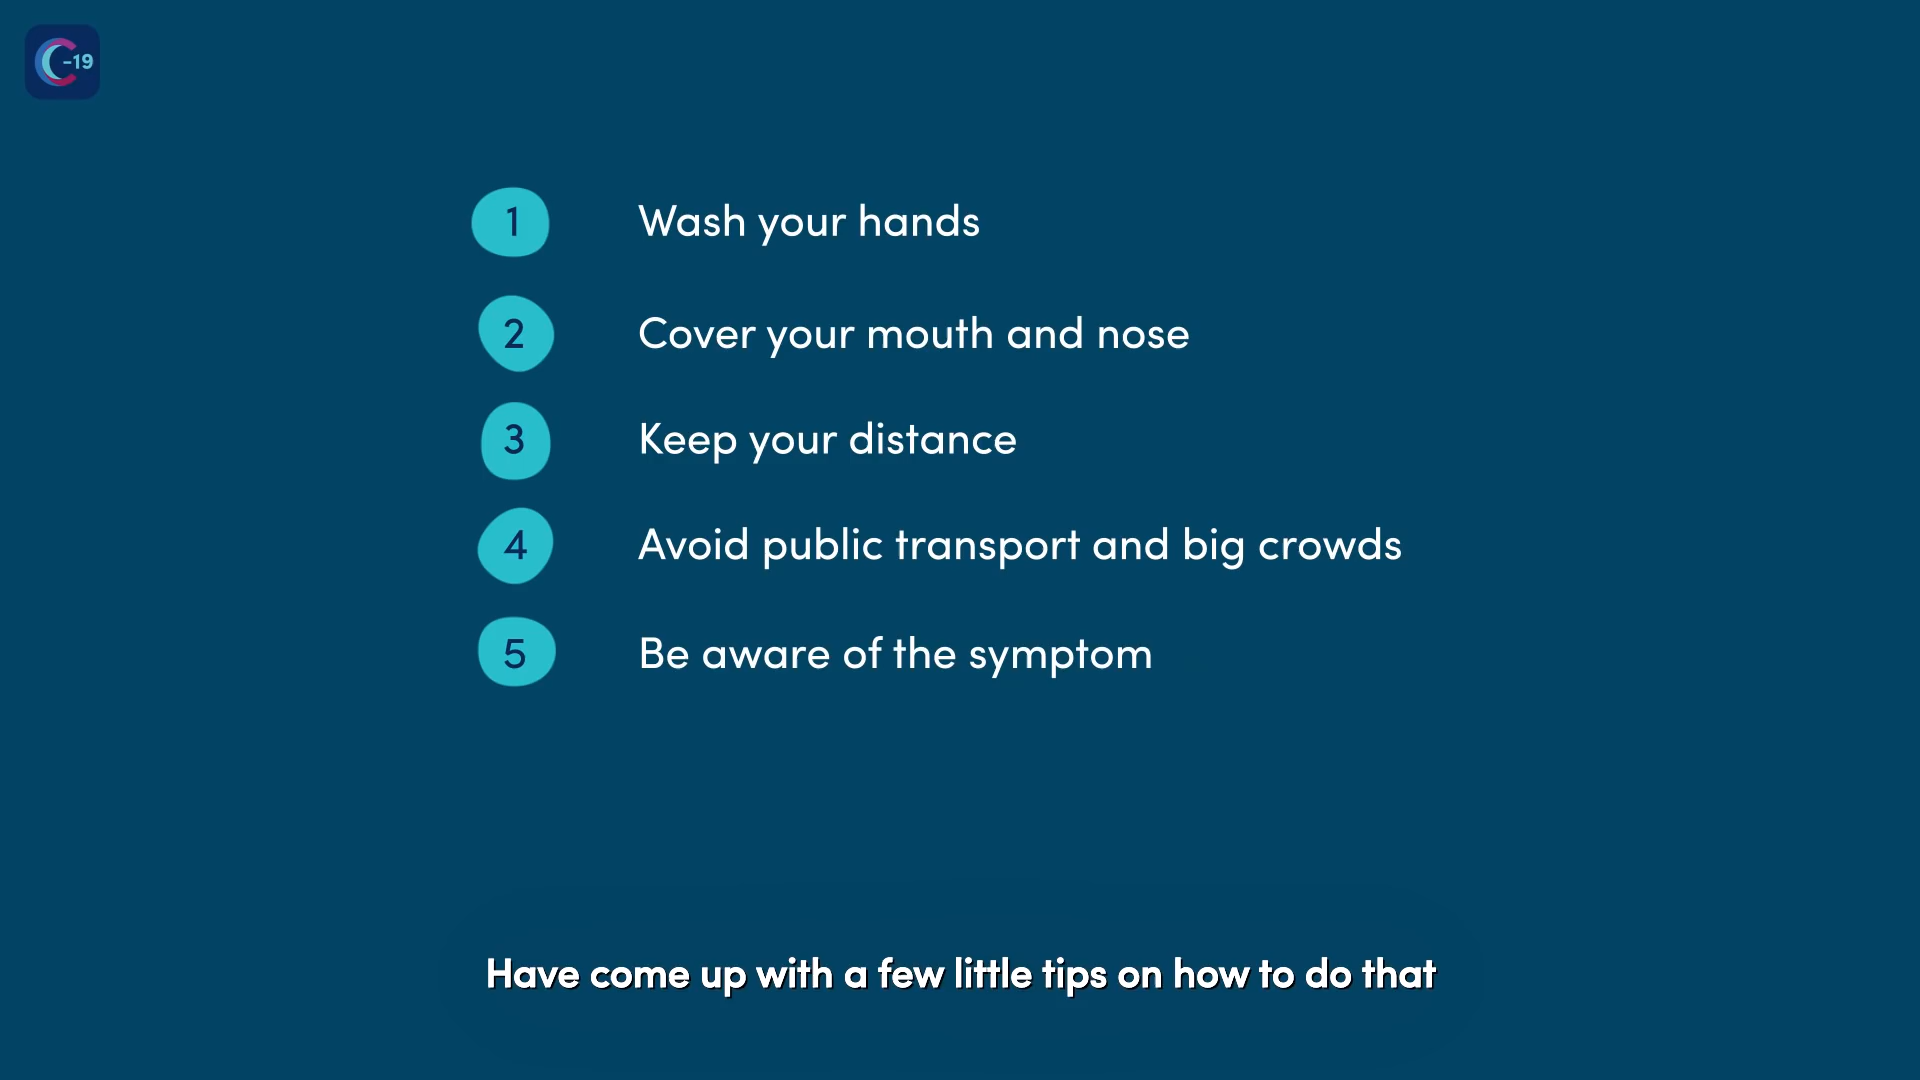 C-19
1 Wash your hands
2 Cover your mouth and nose
3 Keep your distance
4 Avoid public transport and big crowds
5 Be aware of the symptom
Have come up with a few little tips on how to do that